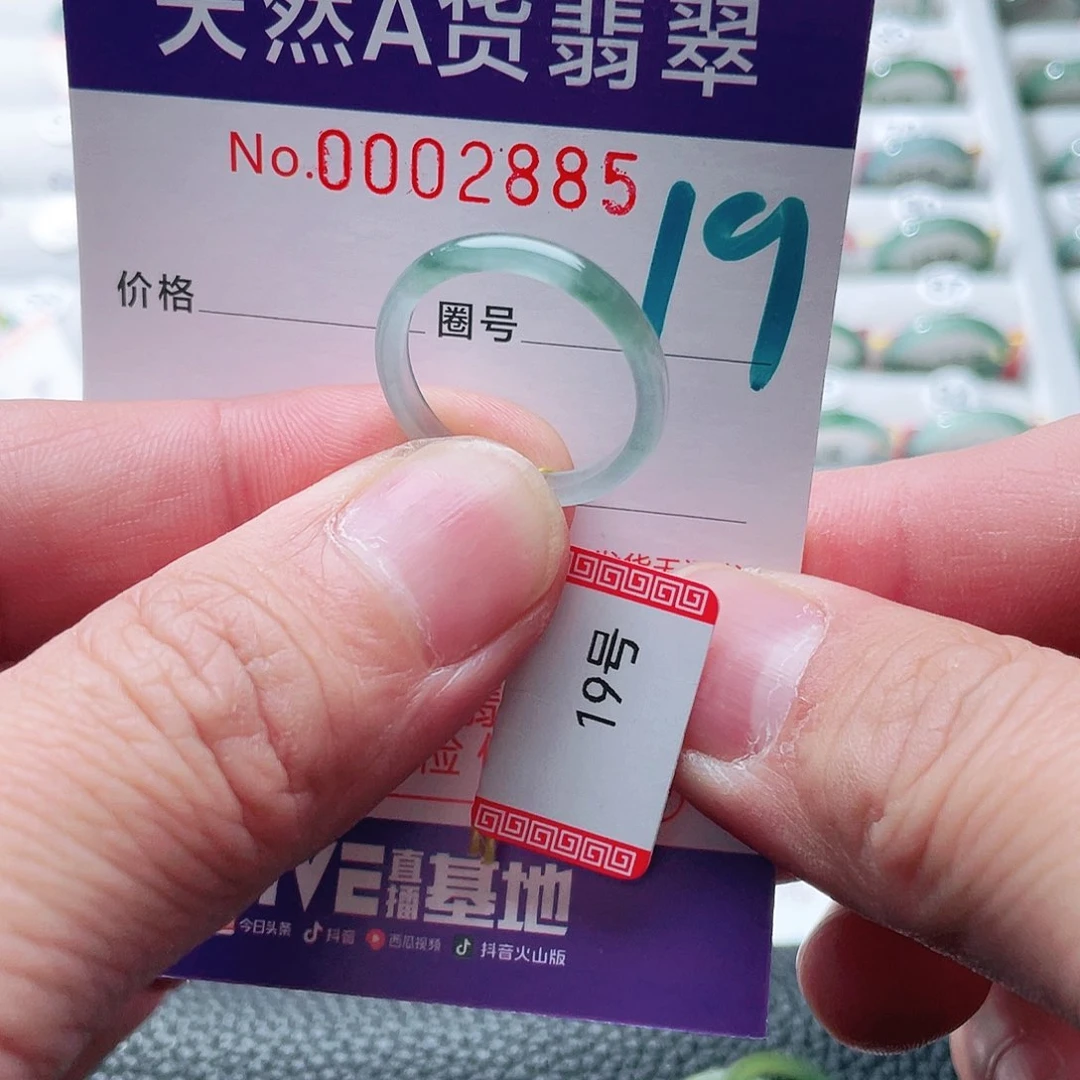 天然A货翡翠
No.0002885
19
价格 圈号
19号
直播基地
今日头条 抖音 西瓜视频 抖音火山版